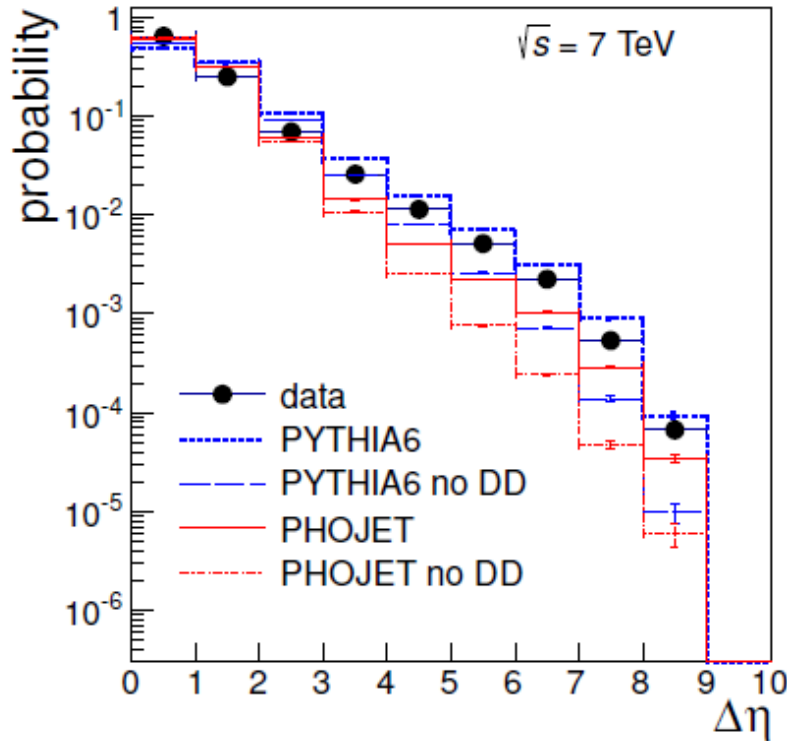 probability
1
10⁻¹
10⁻²
10⁻³
10⁻⁴
10⁻⁵
10⁻⁶
√s = 7 TeV
data
PYTHIA6
PYTHIA6 no DD
PHOJET
PHOJET no DD
0 1 2 3 4 5 6 7 8 9 10
Δη